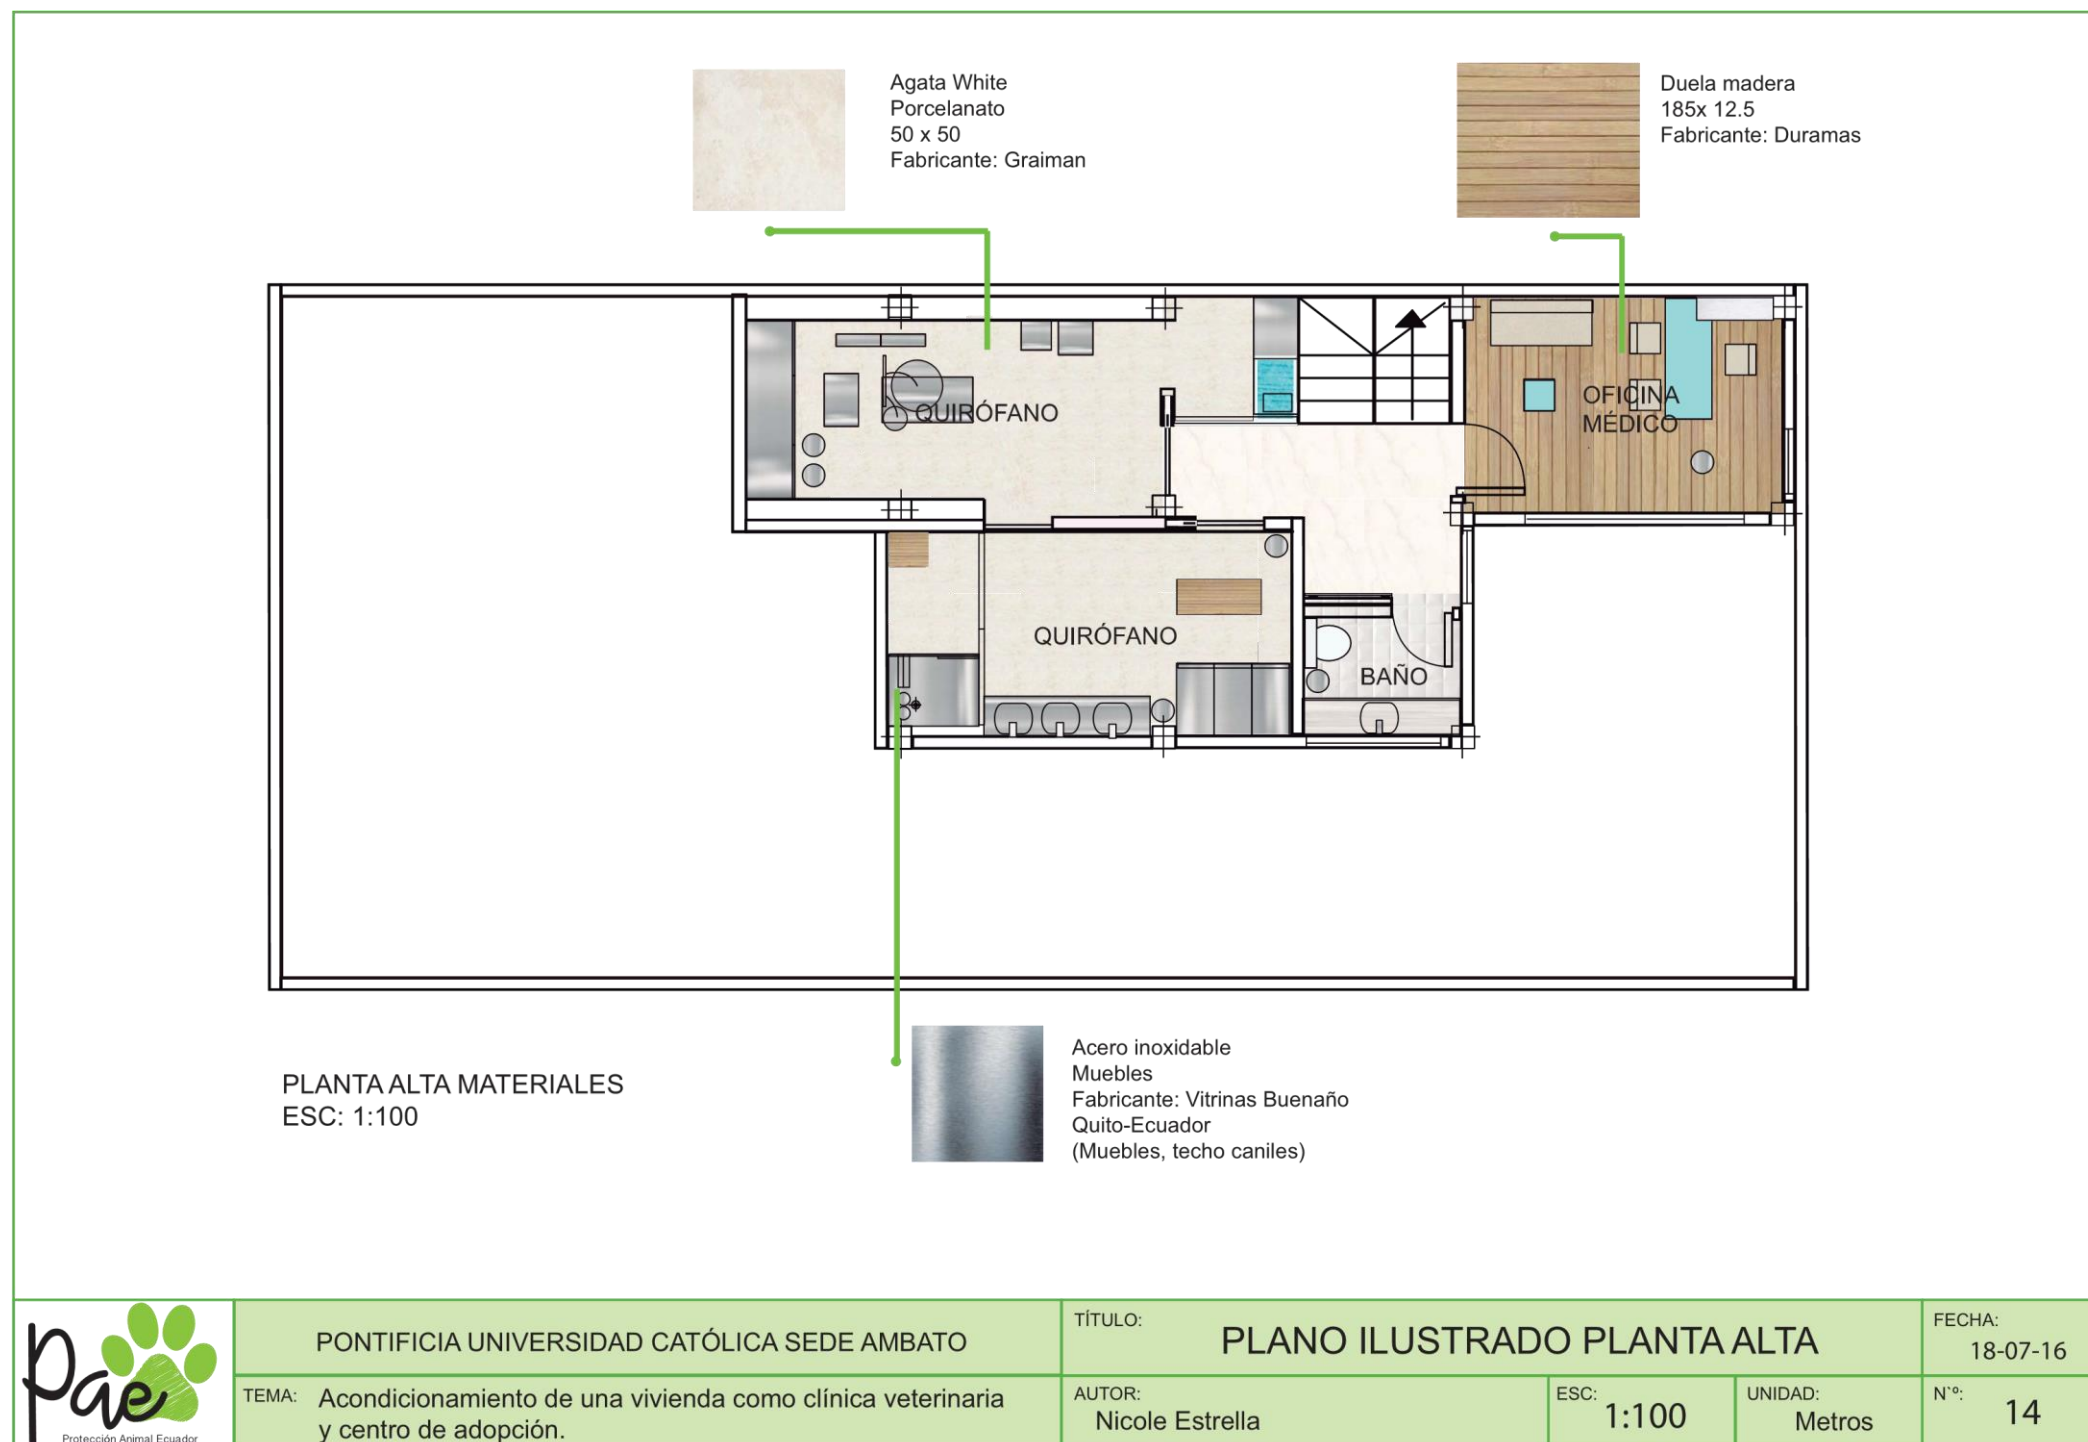 Agata White
Porcelanato
50 x 50
Fabricante: Graiman
Duela madera
185x 12.5
Fabricante: Duramas
QUIRÓFANO
OFICINA
MÉDICO
QUIRÓFANO
BAÑO
PLANTA ALTA MATERIALES
ESC: 1:100
Acero inoxidable
Muebles
Fabricante: Vitrinas Buenaño
Quito-Ecuador
(Muebles, techo caniles)
pae
Protección Animal Ecuador
PONTIFICIA UNIVERSIDAD CATÓLICA SEDE AMBATO
TEMA: Acondicionamiento de una vivienda como clínica veterinaria
y centro de adopción.
TÍTULO:
PLANO ILUSTRADO PLANTA ALTA
FECHA:
18-07-16
AUTOR:
Nicole Estrella
ESC:
1:100
UNIDAD:
Metros
N`º:
14